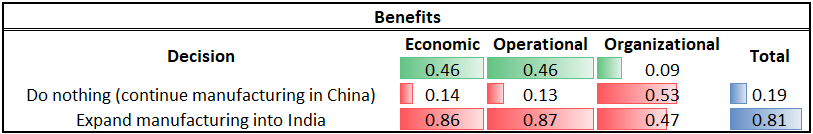 Benefits
Decision Economic Operational Organizational Total
0.46 0.46 0.09
Do nothing (continue manufacturing in China) 0.14 0.13 0.53 0.19
Expand manufacturing into India 0.86 0.87 0.47 0.81